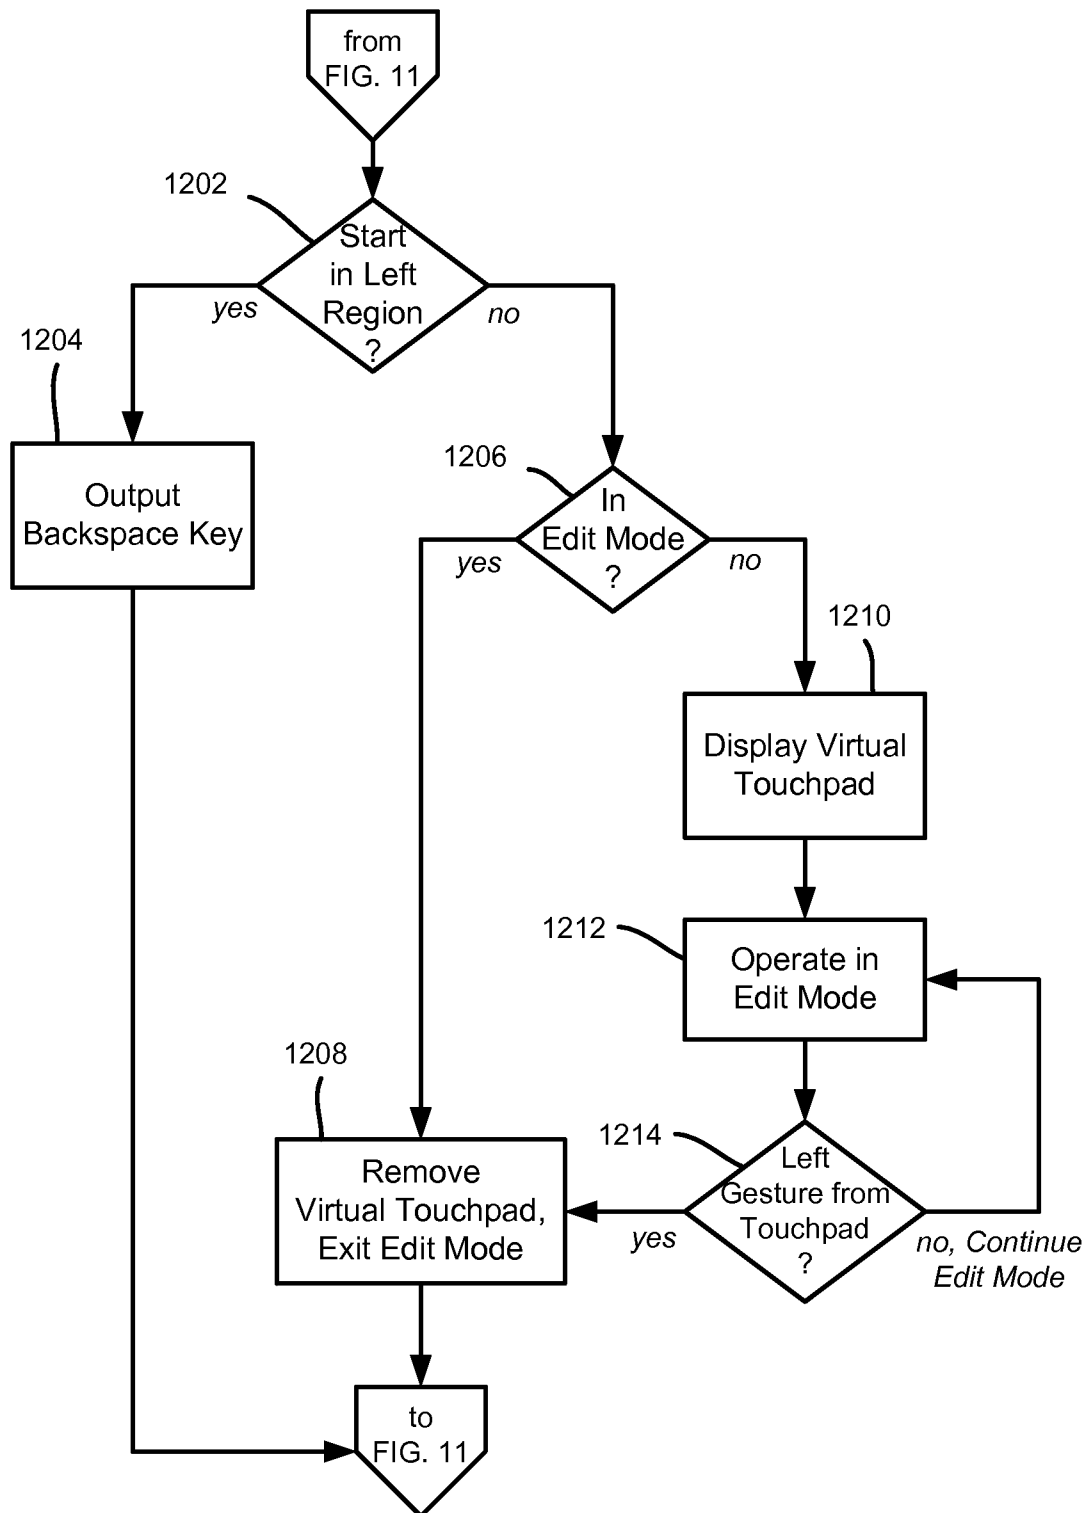 from
FIG. 11
1202
Start
in Left
Region
?
yes
no
1204
Output
Backspace Key
1206
In
Edit Mode
?
yes
no
1210
Display Virtual
Touchpad
1212
Operate in
Edit Mode
1208
Remove
Virtual Touchpad,
Exit Edit Mode
1214
Left
Gesture from
Touchpad
?
yes
no, Continue
Edit Mode
to
FIG. 11